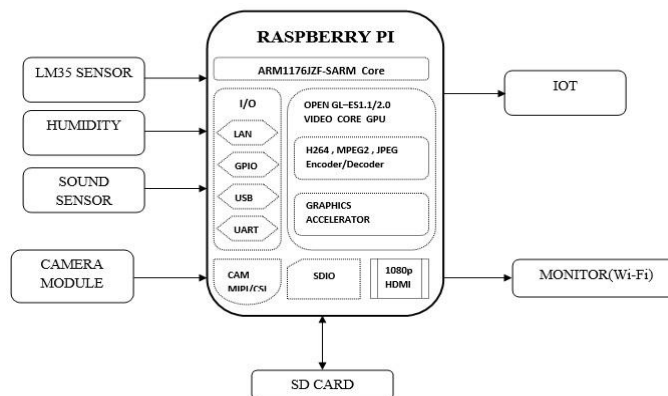 RASPBERRY PI
ARM1176JZF-SARM Core
LM35 SENSOR
HUMIDITY
SOUND
SENSOR
CAMERA
MODULE
I/O
LAN
GPIO
USB
UART
OPEN GL–ES1.1/2.0
VIDEO CORE GPU
H264 , MPEG2 , JPEG
Encoder/Decoder
GRAPHICS
ACCELERATOR
CAM
MIPI/CSI
SDIO
1080p
HDMI
IOT
MONITOR(Wi-Fi)
SD CARD